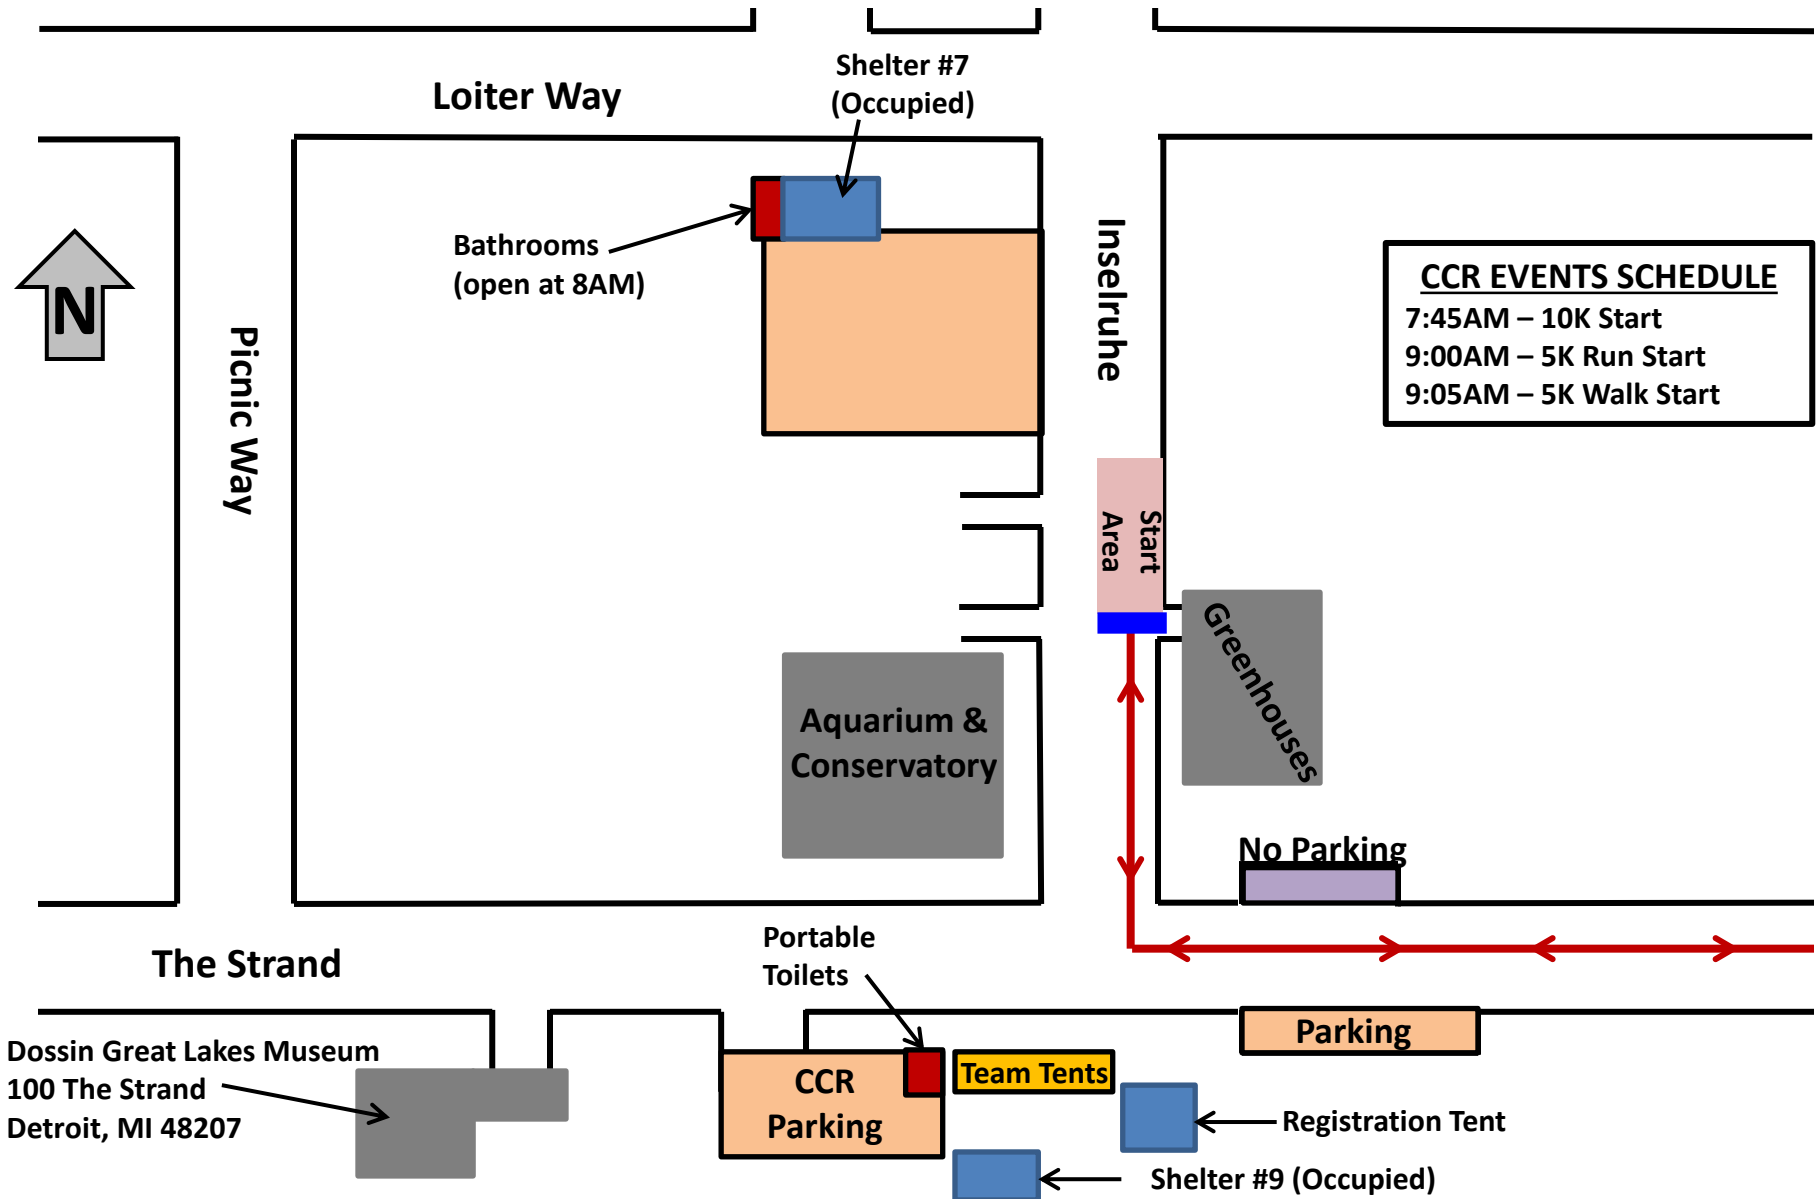 Shelter #7
(Occupied)
Loiter Way
Bathrooms
(open at 8AM)
N
Picnic Way
Inselruhe
CCR EVENTS SCHEDULE
7:45AM – 10K Start
9:00AM – 5K Run Start
9:05AM – 5K Walk Start
Start
Area
Greenhouses
Aquarium &
Conservatory
No Parking
The Strand
Portable
Toilets
Parking
Dossin Great Lakes Museum
100 The Strand
Detroit, MI 48207
CCR
Parking
Team Tents
Registration Tent
Shelter #9 (Occupied)